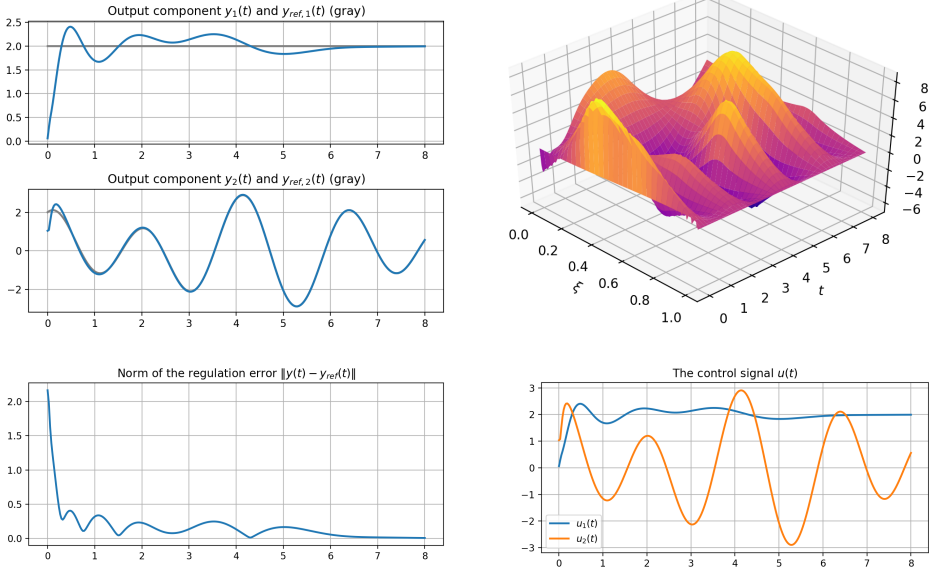 Output component y₁(t) and y_ref,1(t) (gray)
2.5
2.0
1.5
1.0
0.5
0.0
0 1 2 3 4 5 6 7 8
Output component y₂(t) and y_ref,2(t) (gray)
2
0
−2
0 1 2 3 4 5 6 7 8
8
6
4
2
0
−2
−4
−6
0.0 0.2 0.4 0.6 0.8 1.0
ξ
0 1 2 3 4 5 6 7 8
t
Norm of the regulation error ‖y(t) − y_ref(t)‖
2.0
1.5
1.0
0.5
0.0
0 1 2 3 4 5 6 7 8
The control signal u(t)
3
2
1
0
−1
−2
−3
u₁(t)
u₂(t)
0 1 2 3 4 5 6 7 8